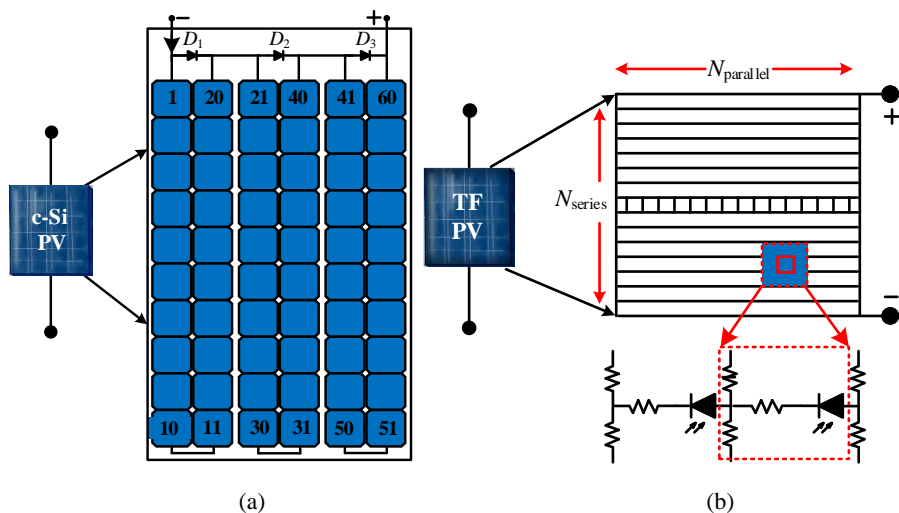 − +
D1 D2 D3
1 20 21 40 41 60
c-Si
PV
10 11 30 31 50 51
(a)
Nparallel
+
Nseries
TF
PV
−
(b)